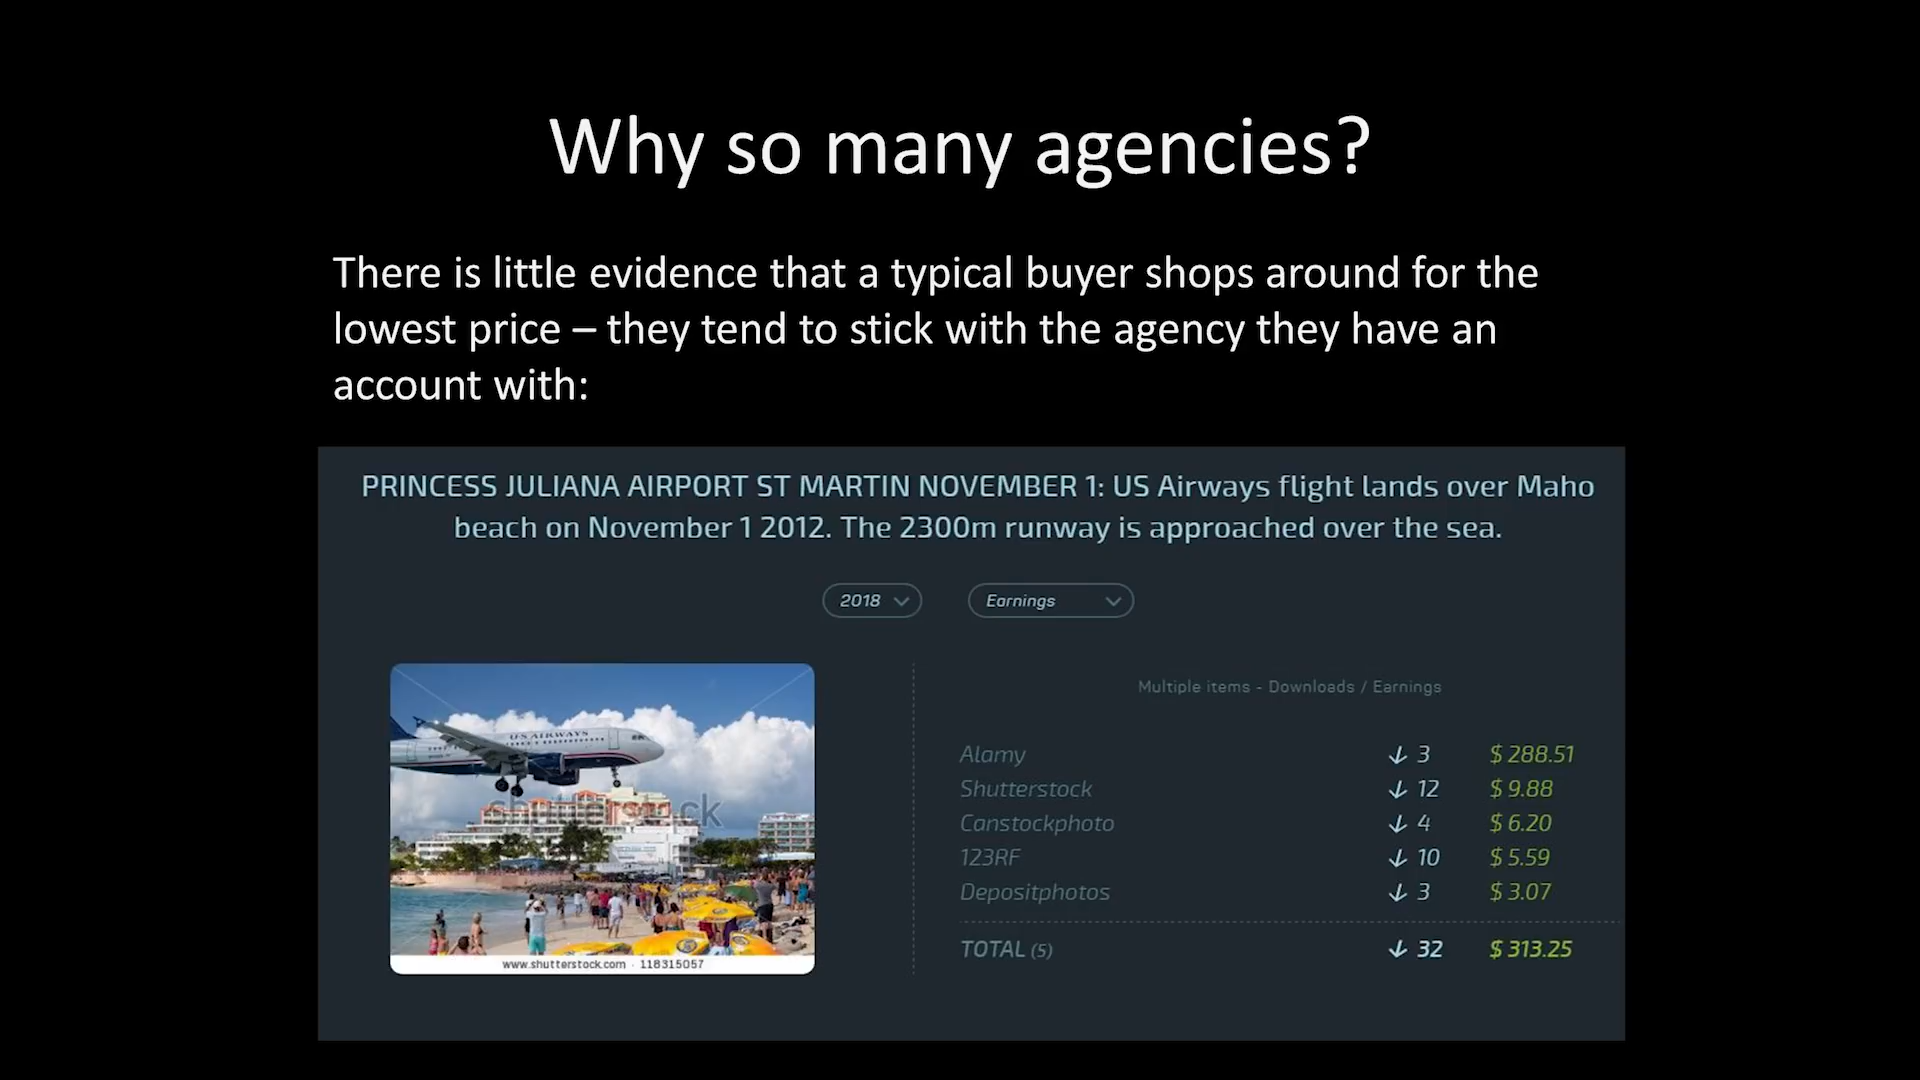 Why so many agencies?
There is little evidence that a typical buyer shops around for the
lowest price – they tend to stick with the agency they have an
account with:
PRINCESS JULIANA AIRPORT ST MARTIN NOVEMBER 1: US Airways flight lands over Maho
beach on November 1 2012. The 2300m runway is approached over the sea.
2018
Earnings
US AIRWAYS
shutterstock
www.shutterstock.com · 118315057
Multiple items - Downloads / Earnings
Alamy 3 $ 288.51
Shutterstock 12 $ 9.88
Canstockphoto 4 $ 6.20
123RF 10 $ 5.59
Depositphotos 3 $ 3.07
TOTAL (5) 32 $ 313.25